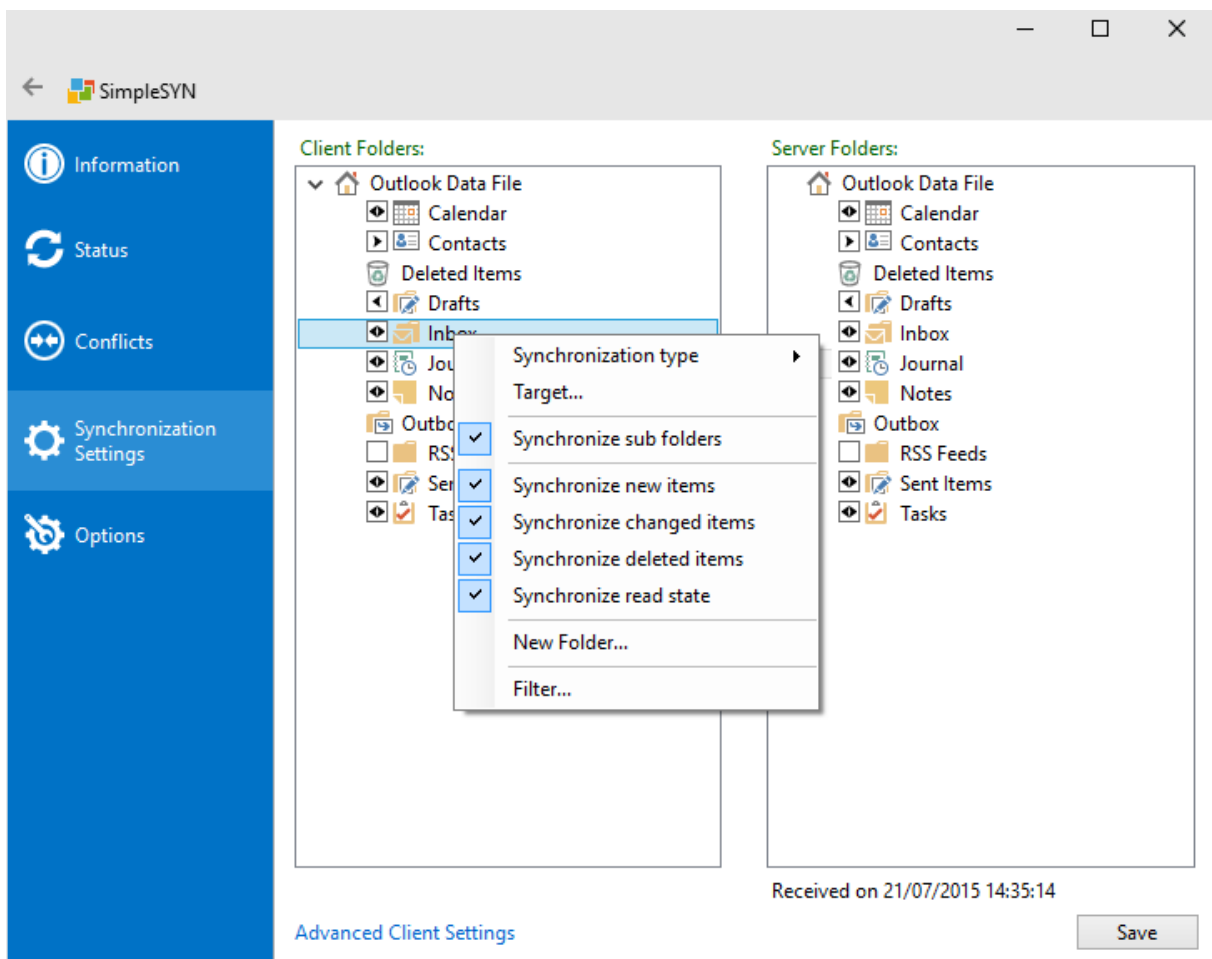 SimpleSYN
Information
Status
Conflicts
Synchronization
Settings
Options
Client Folders:
Outlook Data File
Calendar
Contacts
Deleted Items
Drafts
Inbox
Outbo
Synchronization type
Target...
Synchronize sub folders
Synchronize new items
Synchronize changed items
Synchronize deleted items
Synchronize read state
New Folder...
Filter...
Server Folders:
Outlook Data File
Calendar
Contacts
Deleted Items
Drafts
Inbox
Journal
Notes
Outbox
RSS Feeds
Sent Items
Tasks
Received on 21/07/2015 14:35:14
Advanced Client Settings
Save